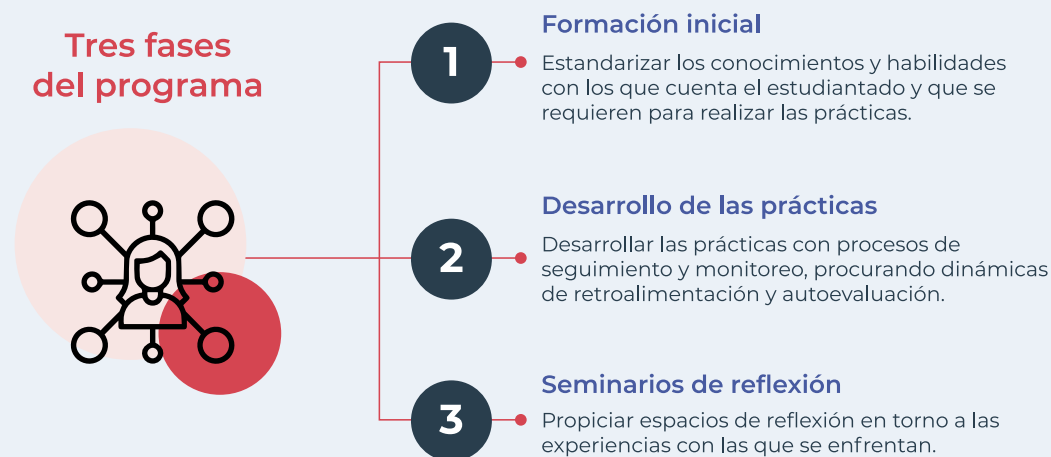 Tres fases
del programa
1
Formación inicial
Estandarizar los conocimientos y habilidades
con los que cuenta el estudiantado y que se
requieren para realizar las prácticas.
2
Desarrollo de las prácticas
Desarrollar las prácticas con procesos de
seguimiento y monitoreo, procurando dinámicas
de retroalimentación y autoevaluación.
3
Seminarios de reflexión
Propiciar espacios de reflexión en torno a las
experiencias con las que se enfrentan.